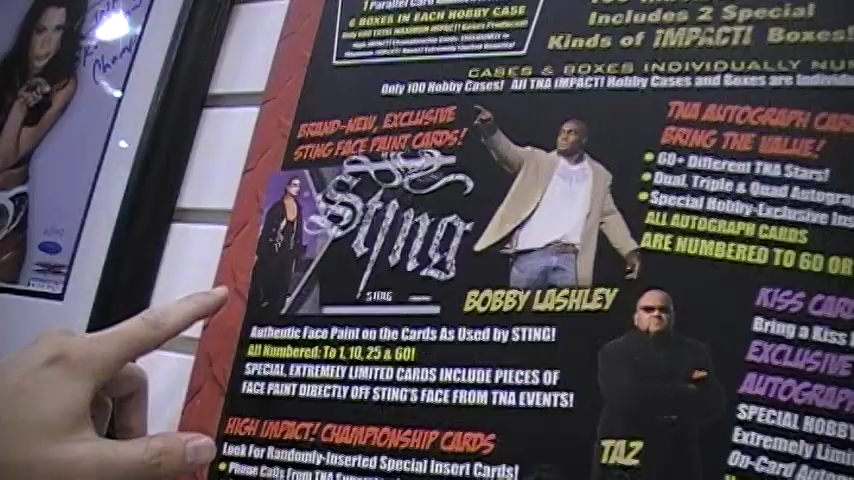 1 Parallel Card
6 BOXES IN EACH HOBBY CASE
Includes 2 Special
Kinds of iMPACT! Boxes!
CASES & BOXES INDIVIDUALLY NUM
Only 100 Hobby Cases! All TNA IMPACT! Hobby Cases and Boxes are Individ
BRAND-NEW, EXCLUSIVE
STING FACE PAINT CARDS!
Sting
STING
BOBBY LASHLEY
Authentic Face Paint on the Cards As Used by STING!
All Numbered: To 1, 10, 25 & 60!
SPECIAL, EXTREMELY LIMITED CARDS INCLUDE PIECES OF
FACE PAINT DIRECTLY OFF STING'S FACE FROM TNA EVENTS!
HIGH IMPACT! CHAMPIONSHIP CARDS
Look For Randomly-Inserted Special Insert Cards!
TNA AUTOGRAPH CAR
BRING THE VALUE!
60+ Different TNA Stars!
Dual, Triple & Quad Autogra
Special Hobby-Exclusive Ins
ALL AUTOGRAPH CARDS
ARE NUMBERED TO 60 OR
TAZ
KISS CAR
Bring a Kiss
EXCLUSIVE
AUTOGRAPH
SPECIAL HOBBY
Extremely Limi
On-Card Autog